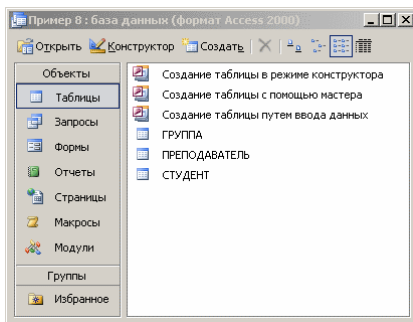 Пример 8 : база данных (формат Access 2000)
Открыть Конструктор Создать
Объекты
Таблицы
Запросы
Формы
Отчеты
Страницы
Макросы
Модули
Группы
Избранное
Создание таблицы в режиме конструктора
Создание таблицы с помощью мастера
Создание таблицы путем ввода данных
ГРУППА
ПРЕПОДАВАТЕЛЬ
СТУДЕНТ